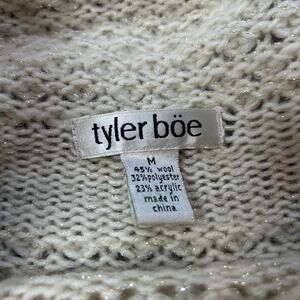 tyler böe
M
45% wool
32% polyester
23% acrylic
made in
china